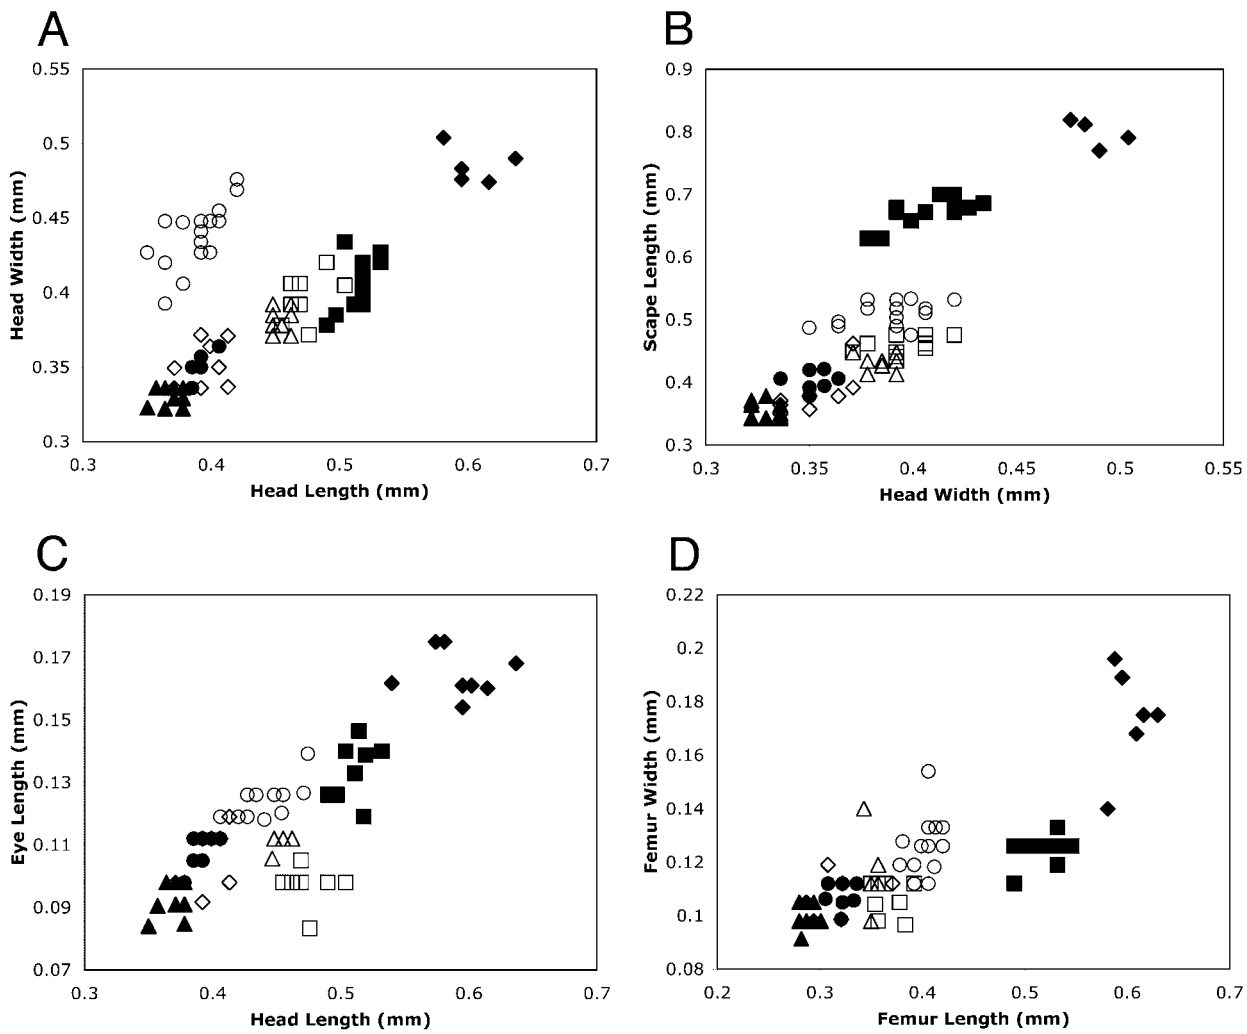 A
0.55
0.5
0.45
0.4
0.35
0.3
Head Width (mm)
0.3 0.4 0.5 0.6 0.7
Head Length (mm)
B
0.9
0.8
0.7
0.6
0.5
0.4
0.3
Scape Length (mm)
0.3 0.35 0.4 0.45 0.5 0.55
Head Width (mm)
C
0.19
0.17
0.15
0.13
0.11
0.09
0.07
Eye Length (mm)
0.3 0.4 0.5 0.6 0.7
Head Length (mm)
D
0.22
0.2
0.18
0.16
0.14
0.12
0.1
0.08
Femur Width (mm)
0.2 0.3 0.4 0.5 0.6 0.7
Femur Length (mm)